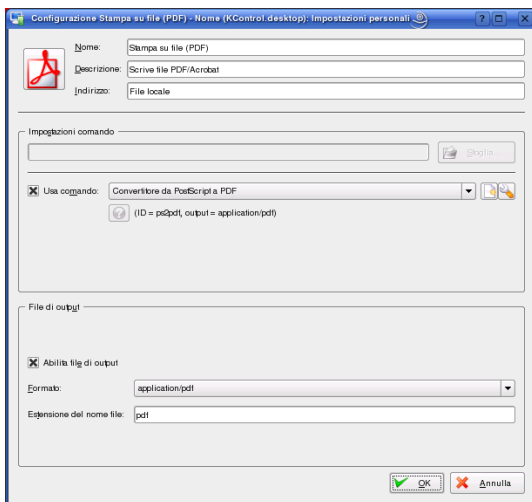 Configurazione Stampa su file (PDF) - Nome (KControl.desktop): Impostazioni personali
Nome: Stampa su file (PDF)
Descrizione: Scrive file PDF/Acrobat
Indirizzo: File locale
Impostazioni comando
Sfoglia...
Usa comando: Convertitore da PostScript a PDF
(ID = ps2pdf, output = application/pdf)
File di output
Abilita file di output
Formato: application/pdf
Estensione del nome file: pdf
OK Annulla